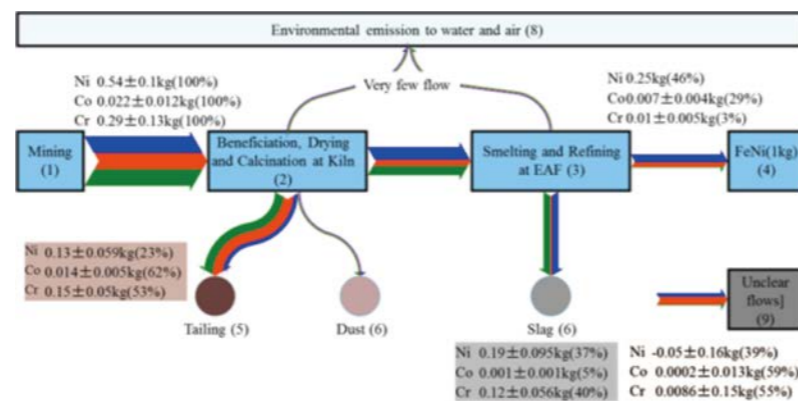 Environmental emission to water and air (8)
Ni 0.54±0.1kg(100%)
Co 0.022±0.012kg(100%)
Cr 0.29±0.13kg(100%)
Very few flow
Ni 0.25kg(46%)
Co0.007±0.004kg(29%)
Cr 0.01±0.005kg(3%)
Mining
(1)
Beneficiation, Drying
and Calcination at Kiln
(2)
Smelting and Refining
at EAF (3)
FeNi(1kg)
(4)
Ni 0.13±0.059kg(23%)
Co 0.014±0.005kg(62%)
Cr 0.15±0.05kg(53%)
Tailing (5)
Dust (6)
Slag (6)
Unclear
flows]
(9)
Ni 0.19±0.095kg(37%)
Co 0.001±0.001kg(5%)
Cr 0.12±0.056kg(40%)
Ni -0.05±0.16kg(39%)
Co 0.0002±0.013kg(59%)
Cr 0.0086±0.15kg(55%)